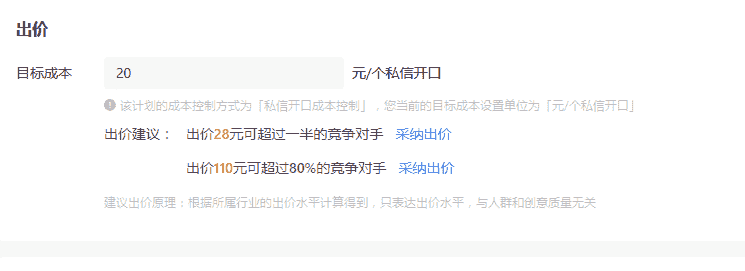 出价
目标成本 20 元/个私信开口
该计划的成本控制方式为「私信开口成本控制」，您当前的目标成本设置单位为「元/个私信开口」
出价建议： 出价28元可超过一半的竞争对手 采纳出价
出价110元可超过80%的竞争对手 采纳出价
建议出价原理：根据所属行业的出价水平计算得到，只表达出价水平，与人群和创意质量无关